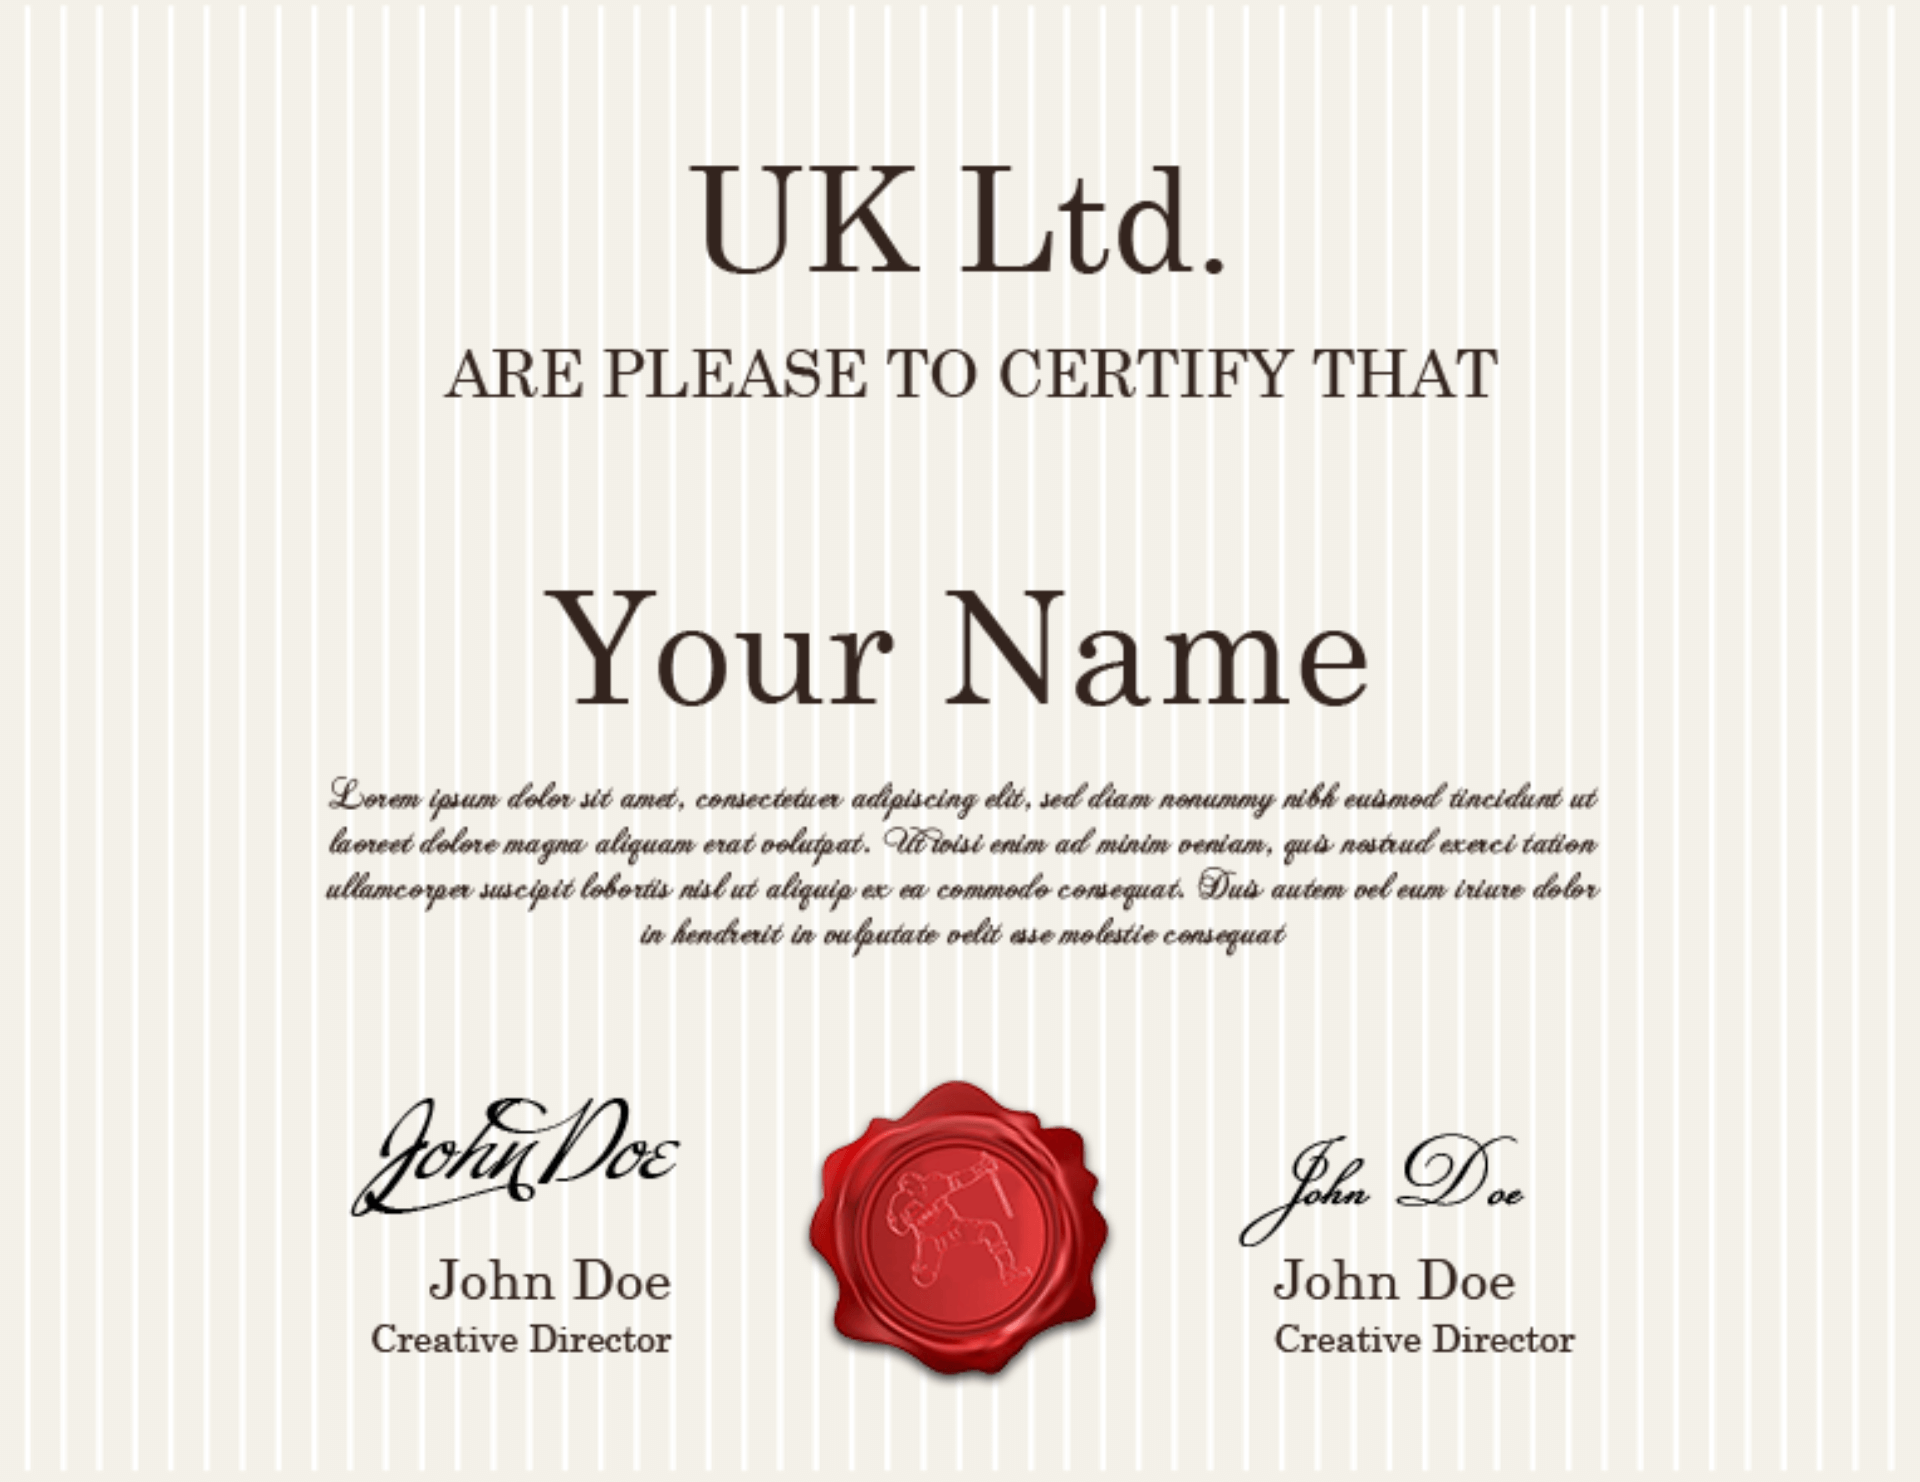 UK Ltd.
ARE PLEASE TO CERTIFY THAT
Your Name
Lorem ipsum dolor sit amet, consectetuer adipiscing elit, sed diam nonummy nibh euismod tincidunt ut
laoreet dolore magna aliquam erat volutpat. Ut wisi enim ad minim veniam, quis nostrud exerci tation
ullamcorper suscipit lobortis nisl ut aliquip ex ea commodo consequat. Duis autem vel eum iriure dolor
in hendrerit in vulputate velit esse molestie consequat
John Doe
John Doe
Creative Director
John Doe
John Doe
Creative Director